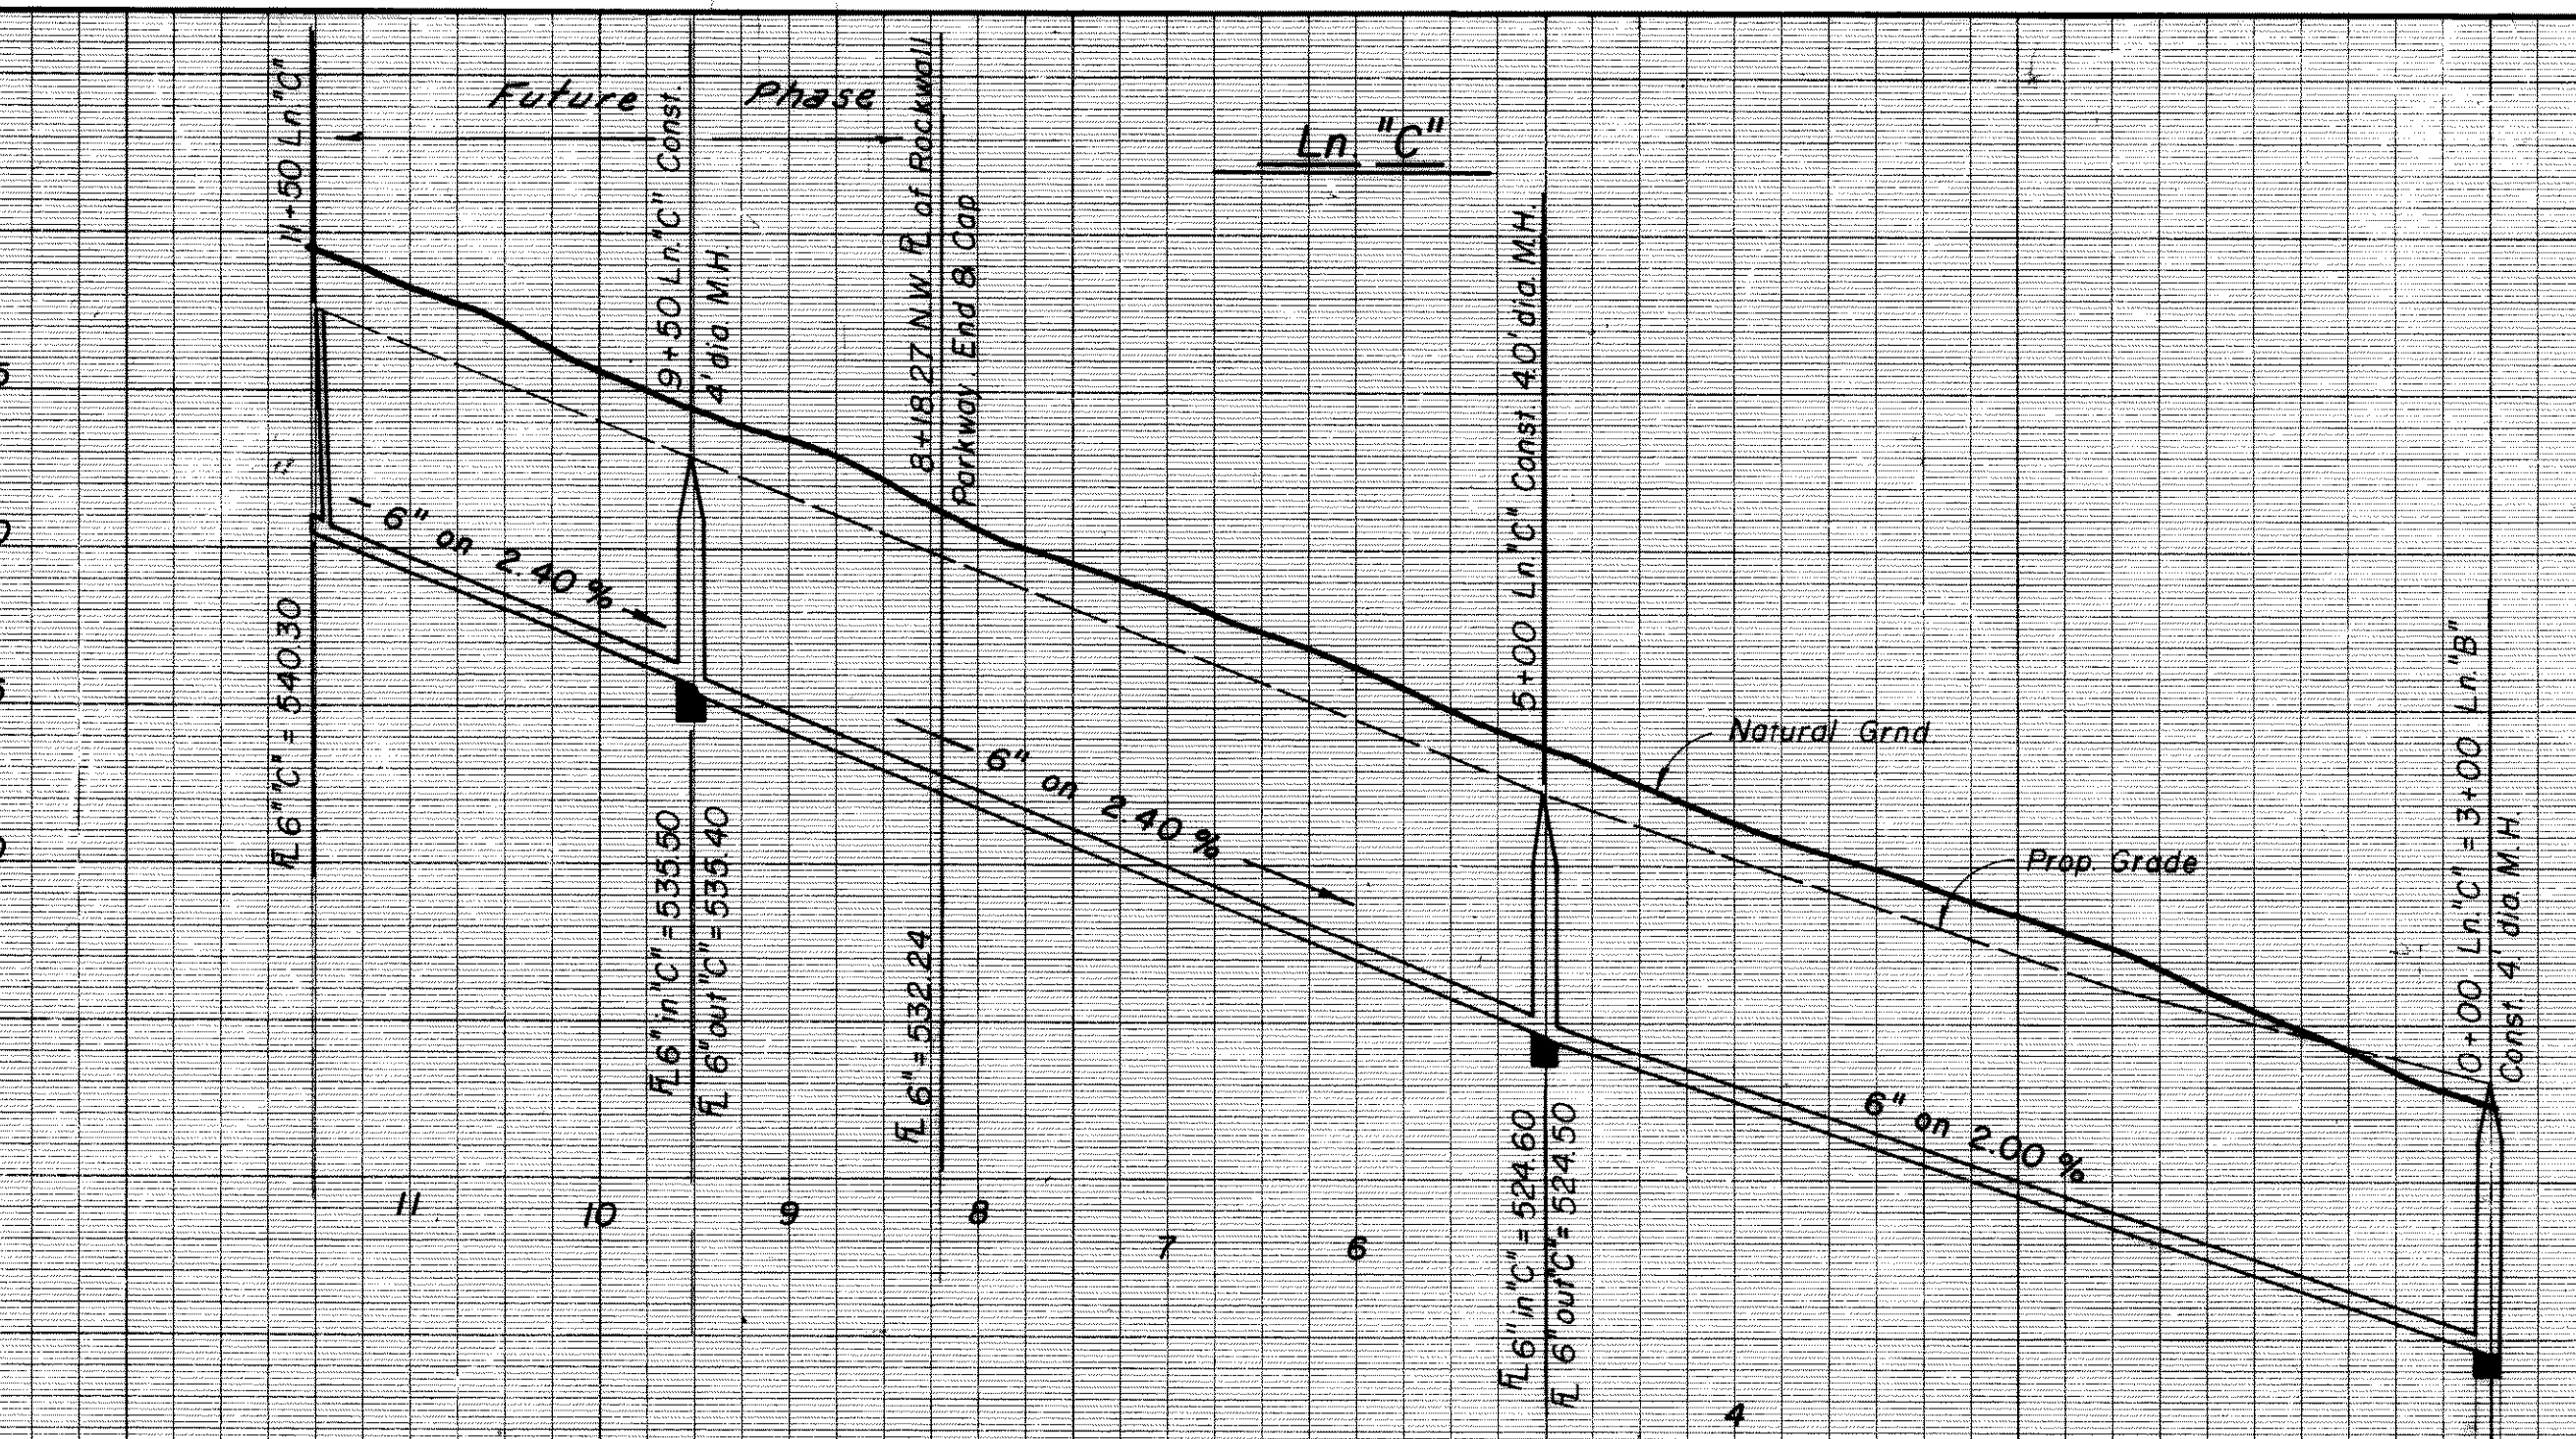 Ln. "C"
Future Phase
11+50 Ln."C"
9+50 Ln."C" Const.
4' dia. M.H.
8+18.27 N.W. PL of Rockwall
Parkway. End & Cap
5+00 Ln."C" Const. 4.0' dia. M.H.
0+00 Ln."C" = 3+00 Ln."B"
Const. 4' dia. M.H.
Natural Grnd.
Prop. Grade
6" on 2.40 %
6" on 2.40 %
6" on 2.00 %
FL 6" "C" = 540.30
FL 6" in "C" = 535.50
FL 6" out "C" = 535.40
FL 6" = 532.24
FL 6" in "C" = 524.60
FL 6" out "C" = 524.50
11
10
9
8
7
6
4